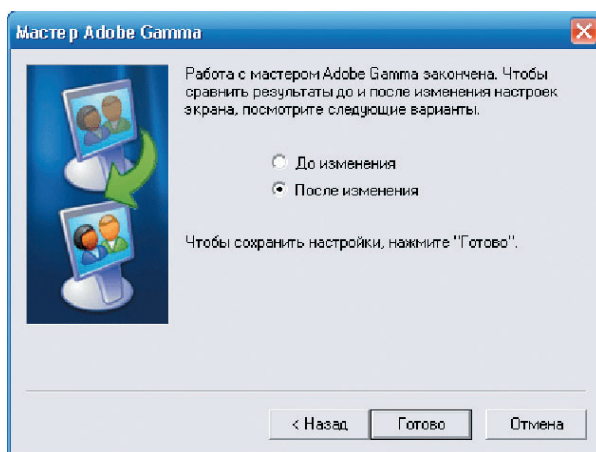 Мастер Adobe Gamma
Работа с мастером Adobe Gamma закончена. Чтобы
сравнить результаты до и после изменения настроек
экрана, посмотрите следующие варианты.
До изменения
После изменения
Чтобы сохранить настройки, нажмите "Готово".
< Назад
Готово
Отмена